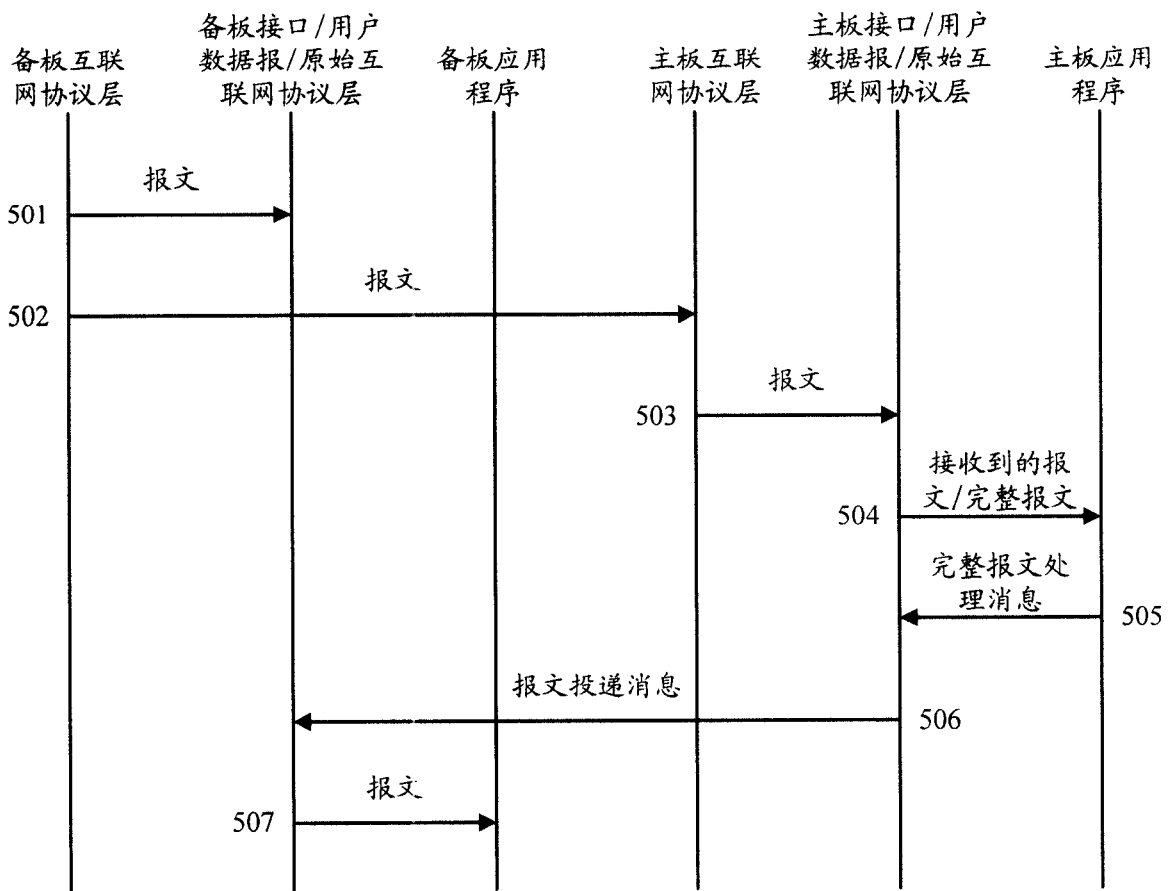 备板互联
网协议层
备板接口/用户
数据报/原始互
联网协议层
备板应用
程序
主板互联
网协议层
主板接口/用户
数据报/原始互
联网协议层
主板应用
程序
报文
501
报文
502
报文
503
接收到的报
文/完整报文
504
完整报文处
理消息
505
报文投递消息
506
报文
507